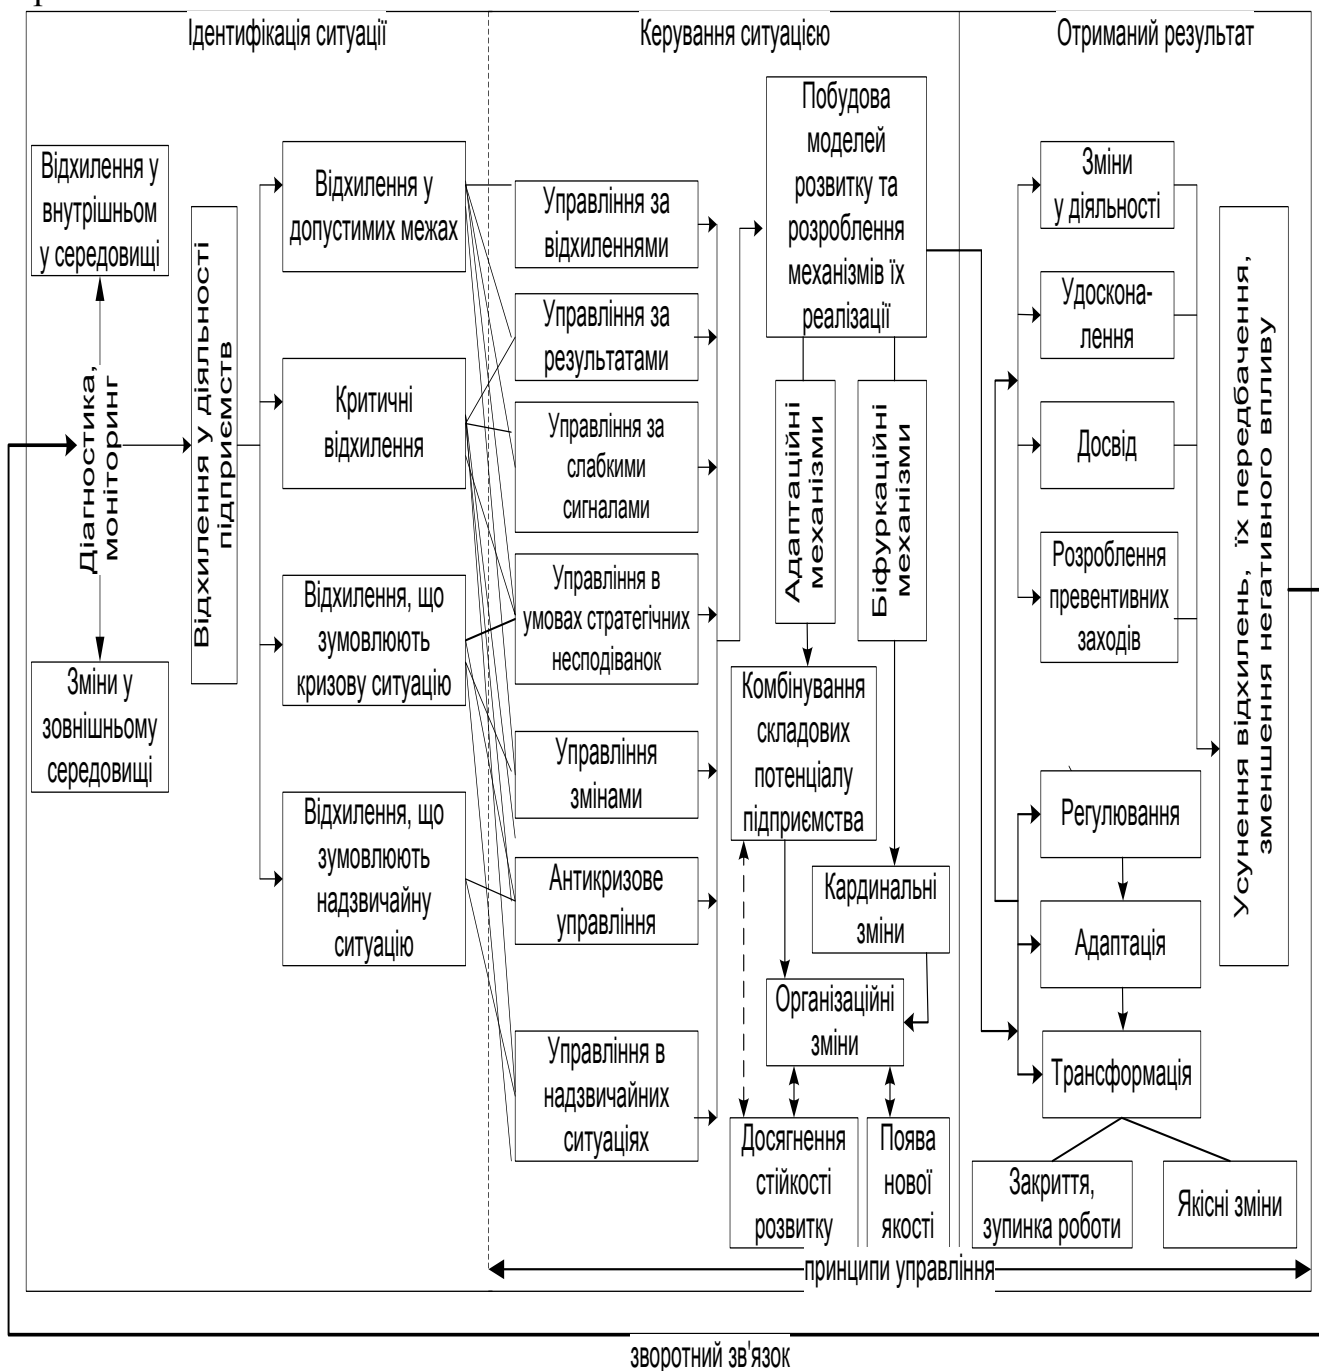 Ідентифікація ситуації
Керування ситуацією
Отриманий результат
Відхилення у
внутрішньом
у середовищі
Діагностика,
моніторинг
Зміни у
зовнішньому
середовищі
Відхилення у діяльності
підприємств
Відхилення у
допустимих межах
Критичні
відхилення
Відхилення, що
зумовлюють
кризову ситуацію
Відхилення, що
зумовлюють
надзвичайну
ситуацію
Управління за
відхиленнями
Управління за
результатами
Управління за
слабкими
сигналами
Управління в
умовах стратегічних
несподіванок
Управління
змінами
Антикризове
управління
Управління в
надзвичайних
ситуаціях
Побудова
моделей
розвитку та
розроблення
механізмів їх
реалізації
Адаптаційні
механізми
Біфуркаційні
механізми
Комбінування
складових
потенціалу
підприємства
Кардинальні
зміни
Організаційні
зміни
Досягнення
стійкості
розвитку
Поява
нової
якості
Зміни
у діяльності
Удоскона-
лення
Досвід
Розроблення
превентивних
заходів
Регулювання
Адаптація
Трансформація
Закриття,
зупинка роботи
Якісні зміни
Усунення відхилень, їх передбачення,
зменшення негативного впливу
принципи управління
зворотний зв'язок